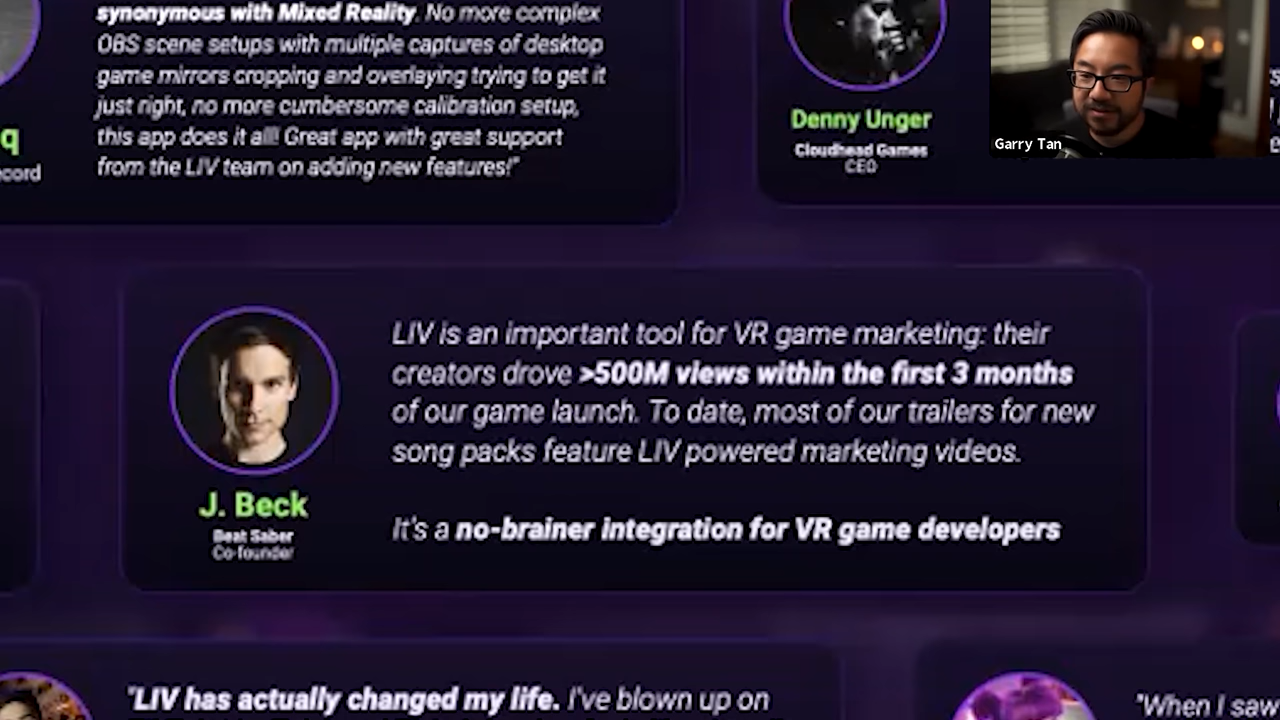 synonymous with Mixed Reality. No more complex
OBS scene setups with multiple captures of desktop
game mirrors cropping and overlaying trying to get it
just right, no more cumbersome calibration setup,
this app does it all! Great app with great support
from the LIV team on adding new features!"
q
ecord
Denny Unger
Cloudhead Games
CEO
Garry Tan
LIV is an important tool for VR game marketing: their
creators drove >500M views within the first 3 months
of our game launch. To date, most of our trailers for new
song packs feature LIV powered marketing videos.
It's a no-brainer integration for VR game developers
J. Beck
Beat Saber
Co-founder
"LIV has actually changed my life. I've blown up on
"When I saw